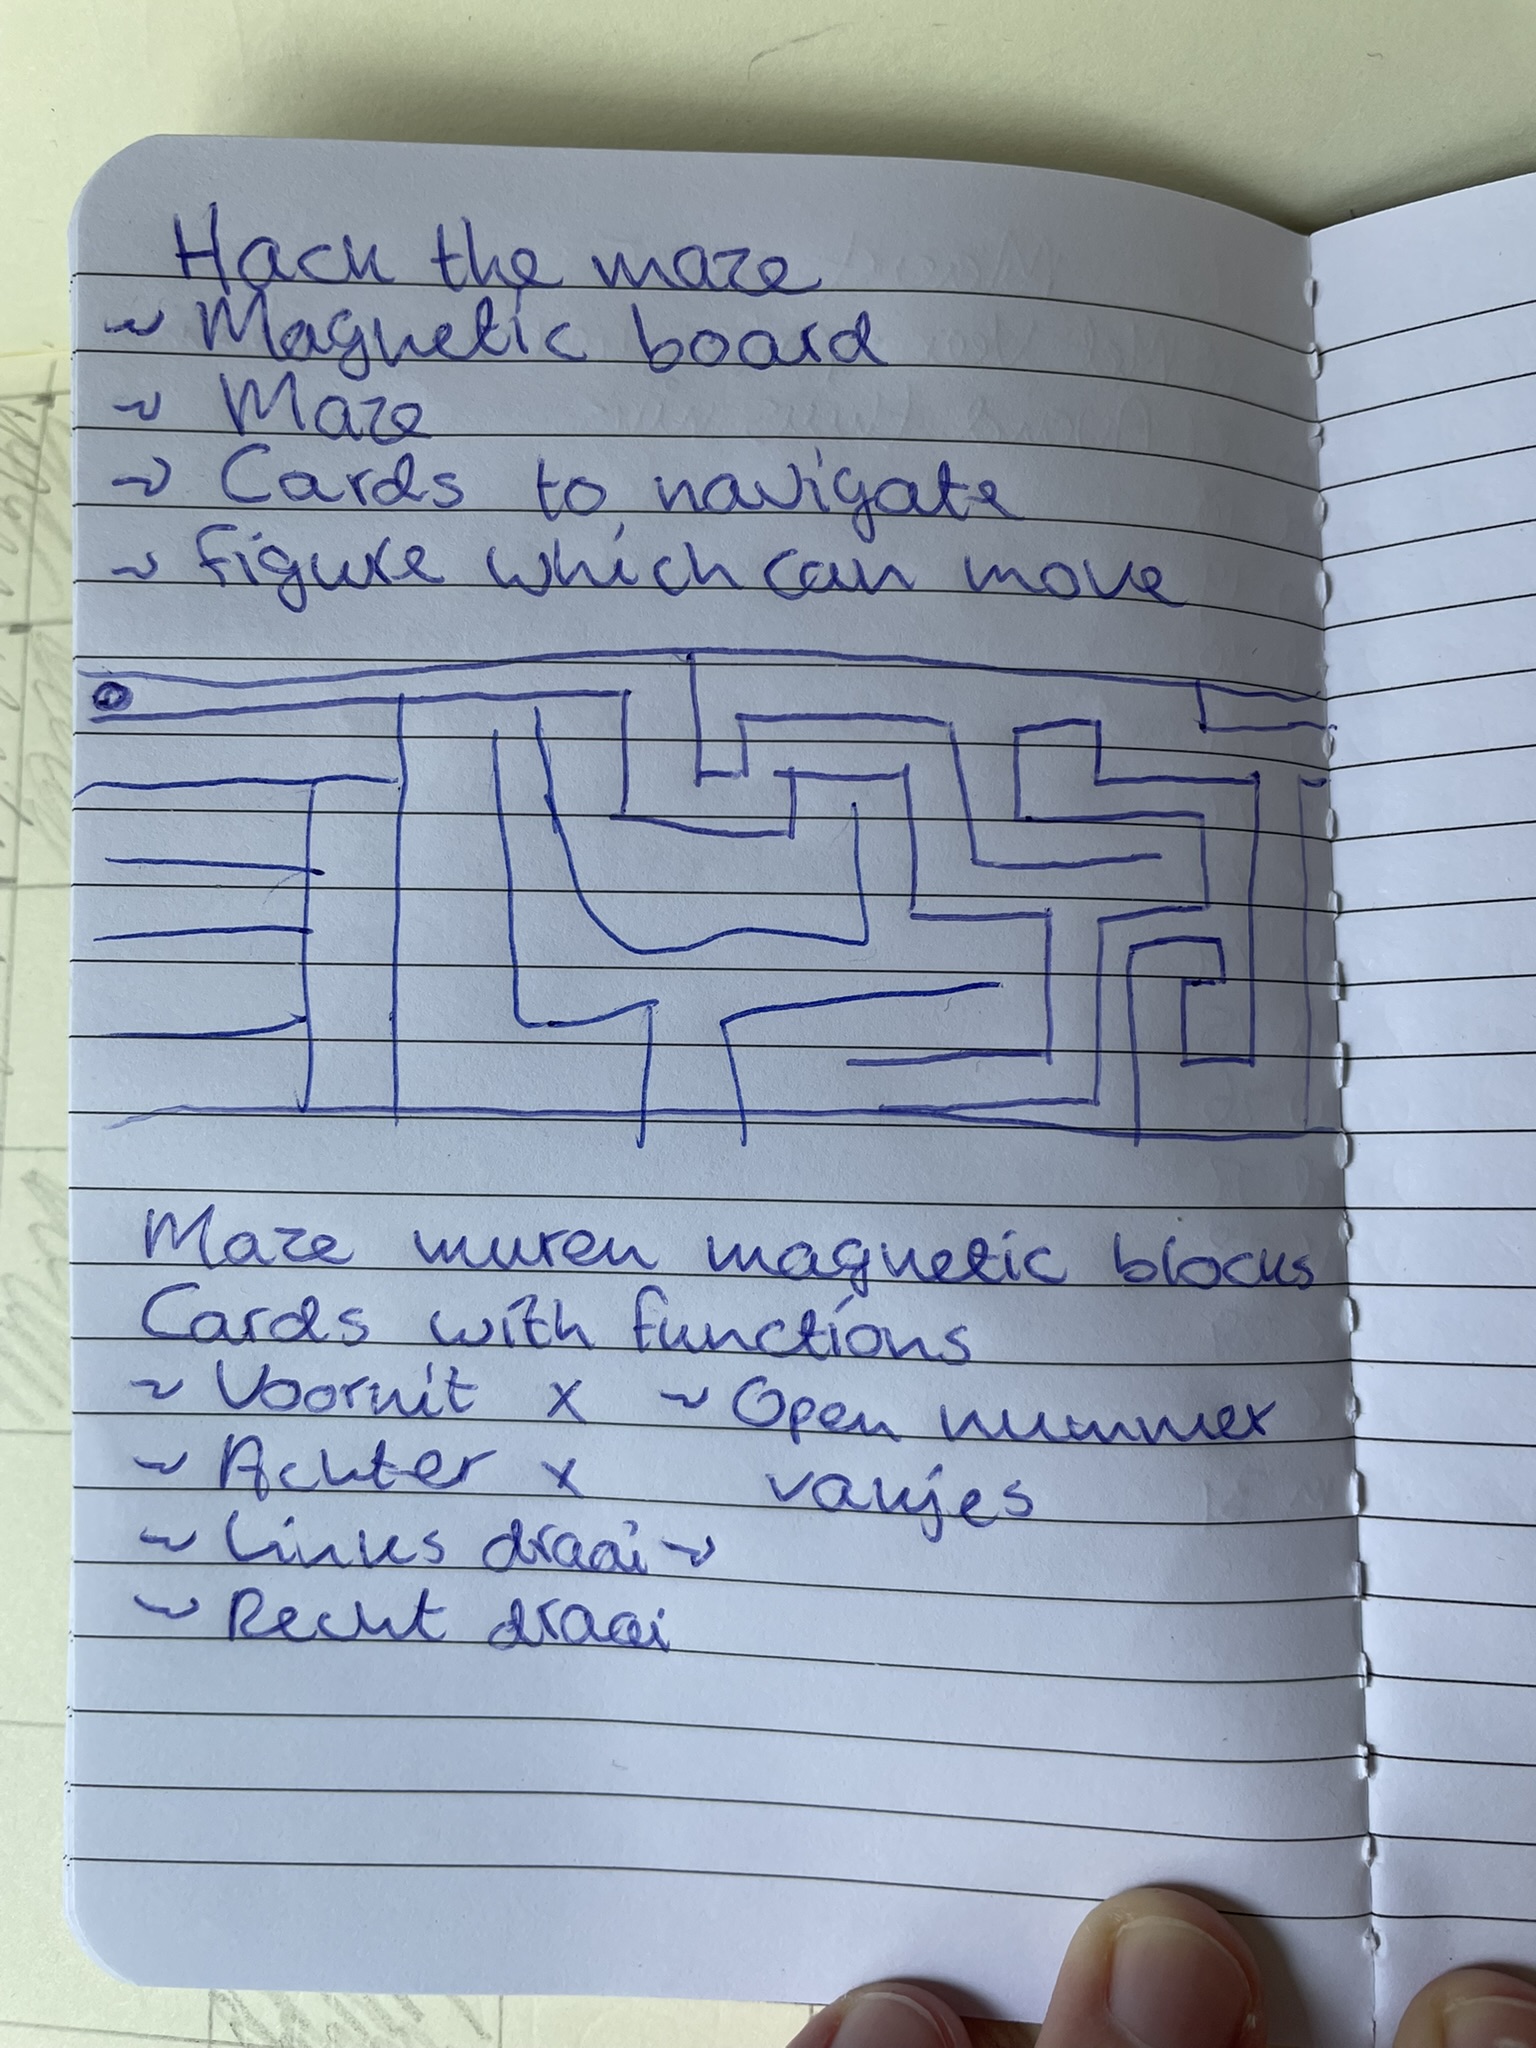 Hack the maze
~ Magnetic board
~ Maze
~ Cards to navigate
~ figure which can move
Maze muren magnetic blocks
Cards with functions
~ Vooruit x ~ Open nummer
~ Achter x vakjes
~ Links draai ~
~ Recht draai